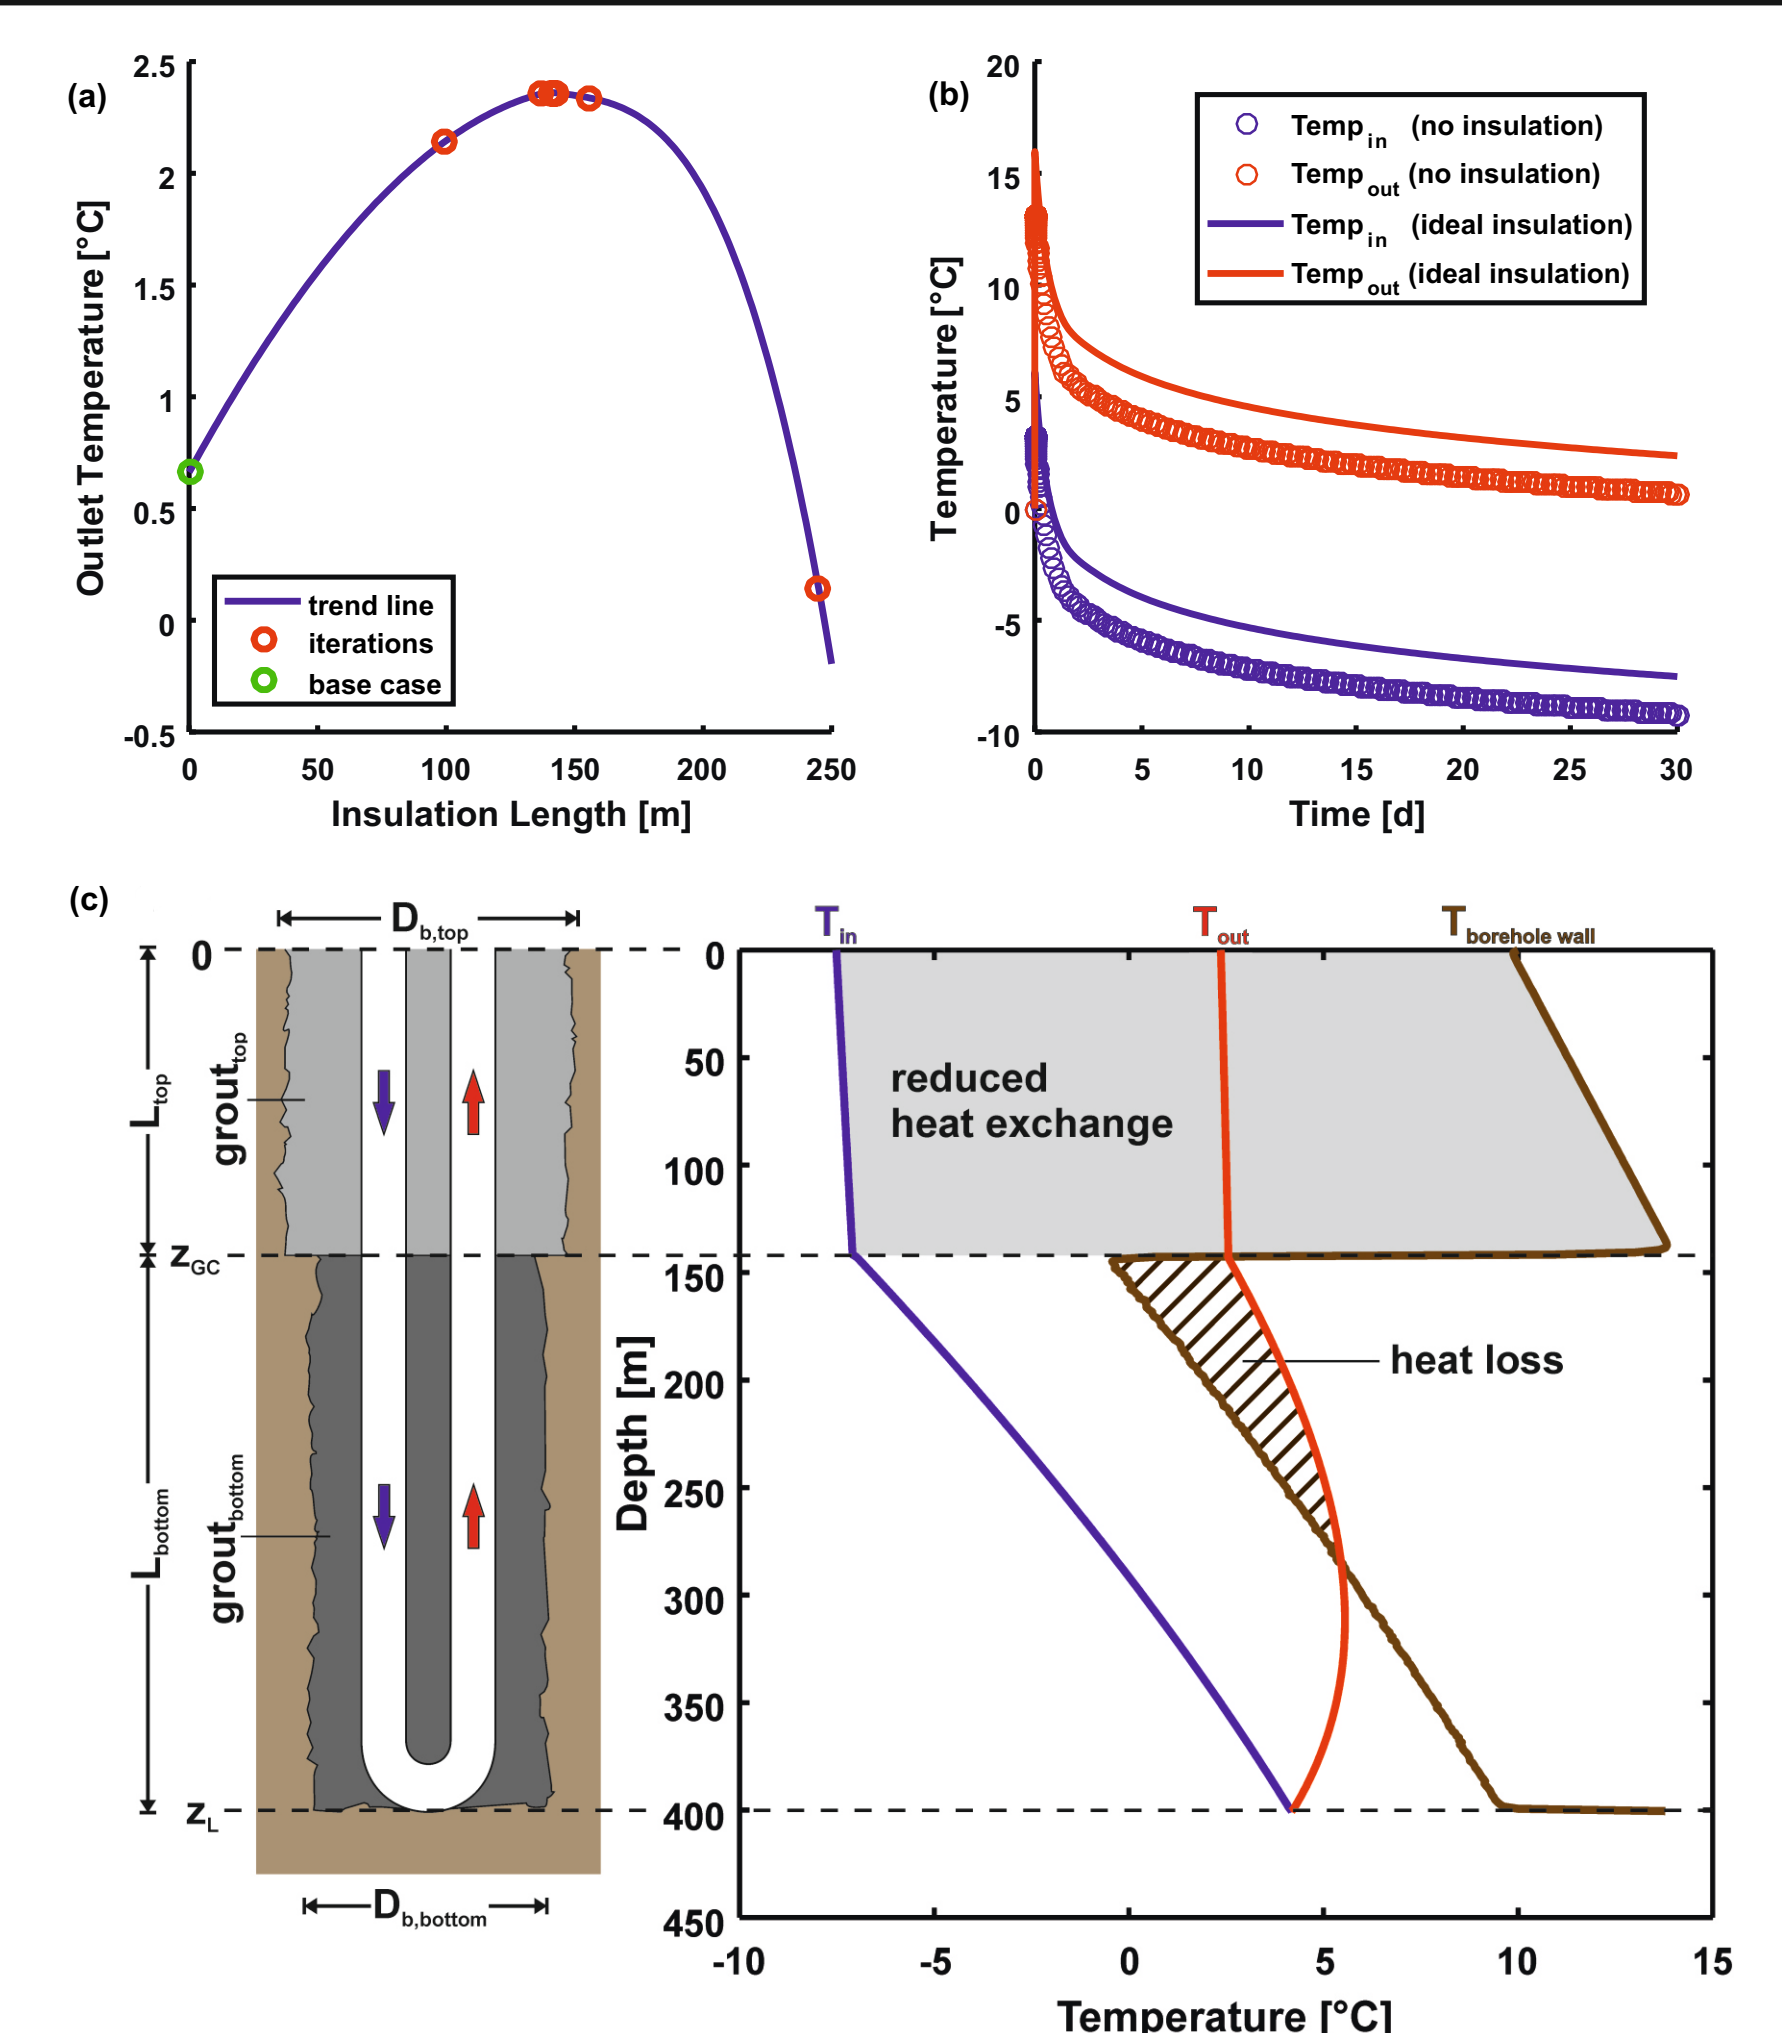 (a)
2.5
2
1.5
1
0.5
0
-0.5
Outlet Temperature [°C]
trend line
iterations
base case
0 50 100 150 200 250
Insulation Length [m]
(b)
20
15
10
5
0
-5
-10
Temperature [°C]
Temp in (no insulation)
Temp out (no insulation)
Temp in (ideal insulation)
Temp out (ideal insulation)
0 5 10 15 20 25 30
Time [d]
(c)
D b,top
0
L top
grout top
z GC
L bottom
grout bottom
z L
D b,bottom
T in
T out
T borehole wall
0
50
100
150
200
250
300
350
400
450
Depth [m]
reduced
heat exchange
heat loss
-10 -5 0 5 10 15
Temperature [°C]